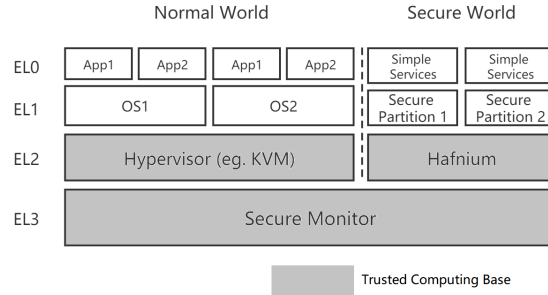 Normal World
Secure World
EL0
App1
App2
App1
App2
Simple
Services
Simple
Services
EL1
OS1
OS2
Secure
Partition 1
Secure
Partition 2
EL2
Hypervisor (eg. KVM)
Hafnium
EL3
Secure Monitor
Trusted Computing Base